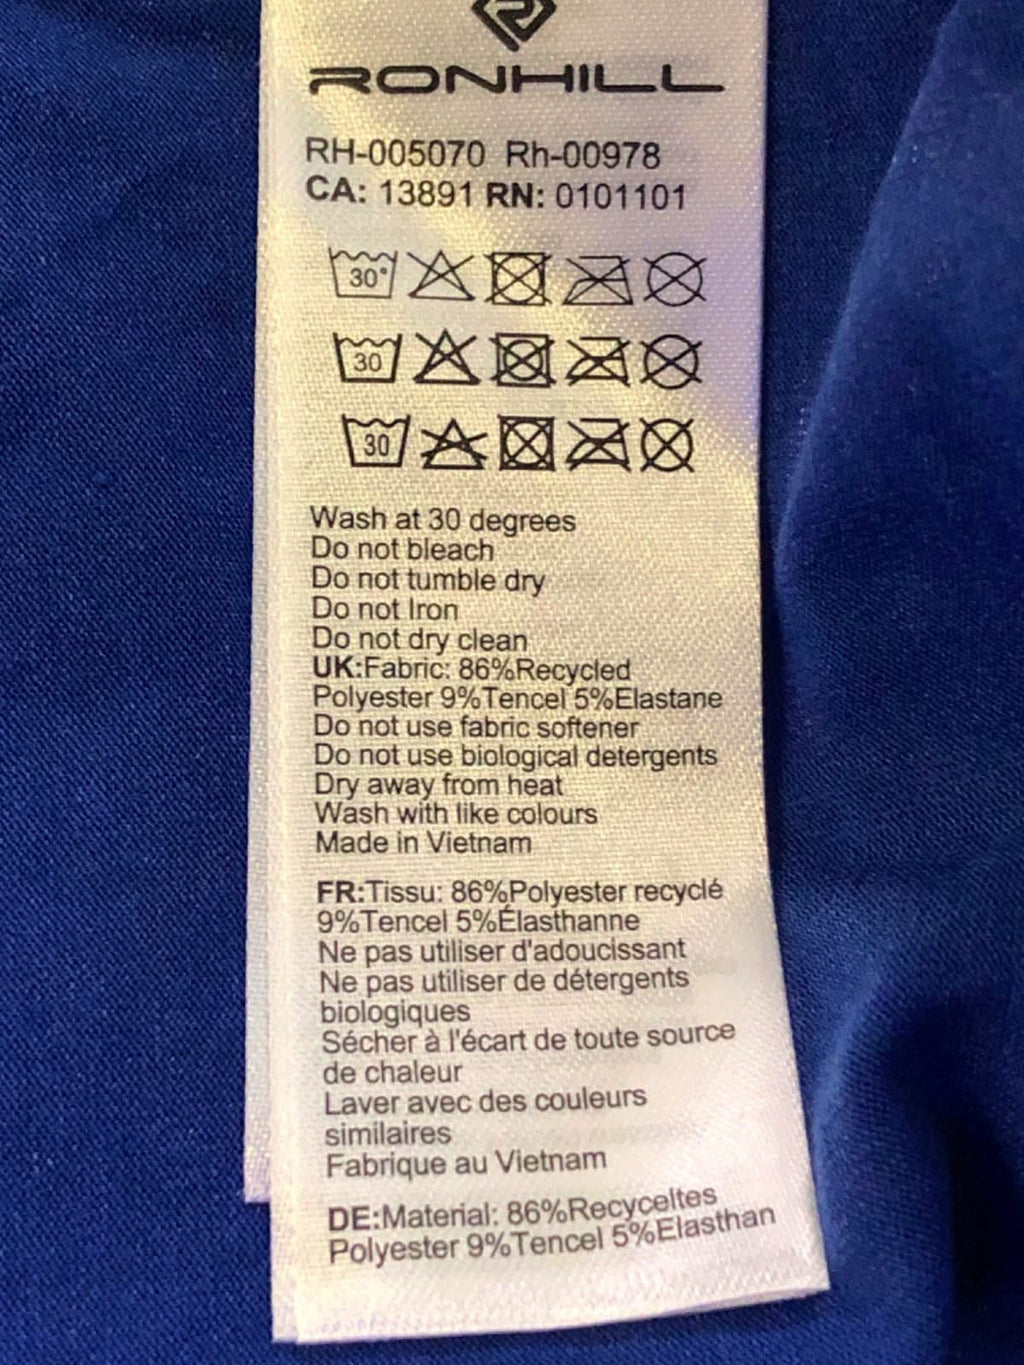 RONHILL
RH-005070 Rh-00978
CA: 13891 RN: 0101101
30°
30
30
Wash at 30 degrees
Do not bleach
Do not tumble dry
Do not Iron
Do not dry clean
UK:Fabric: 86%Recycled
Polyester 9%Tencel 5%Elastane
Do not use fabric softener
Do not use biological detergents
Dry away from heat
Wash with like colours
Made in Vietnam
FR:Tissu: 86%Polyester recyclé
9%Tencel 5%Élasthanne
Ne pas utiliser d'adoucissant
Ne pas utiliser de détergents
biologiques
Sécher à l'écart de toute source
de chaleur
Laver avec des couleurs
similaires
Fabrique au Vietnam
DE:Material: 86%Recyceltes
Polyester 9%Tencel 5%Elasthan